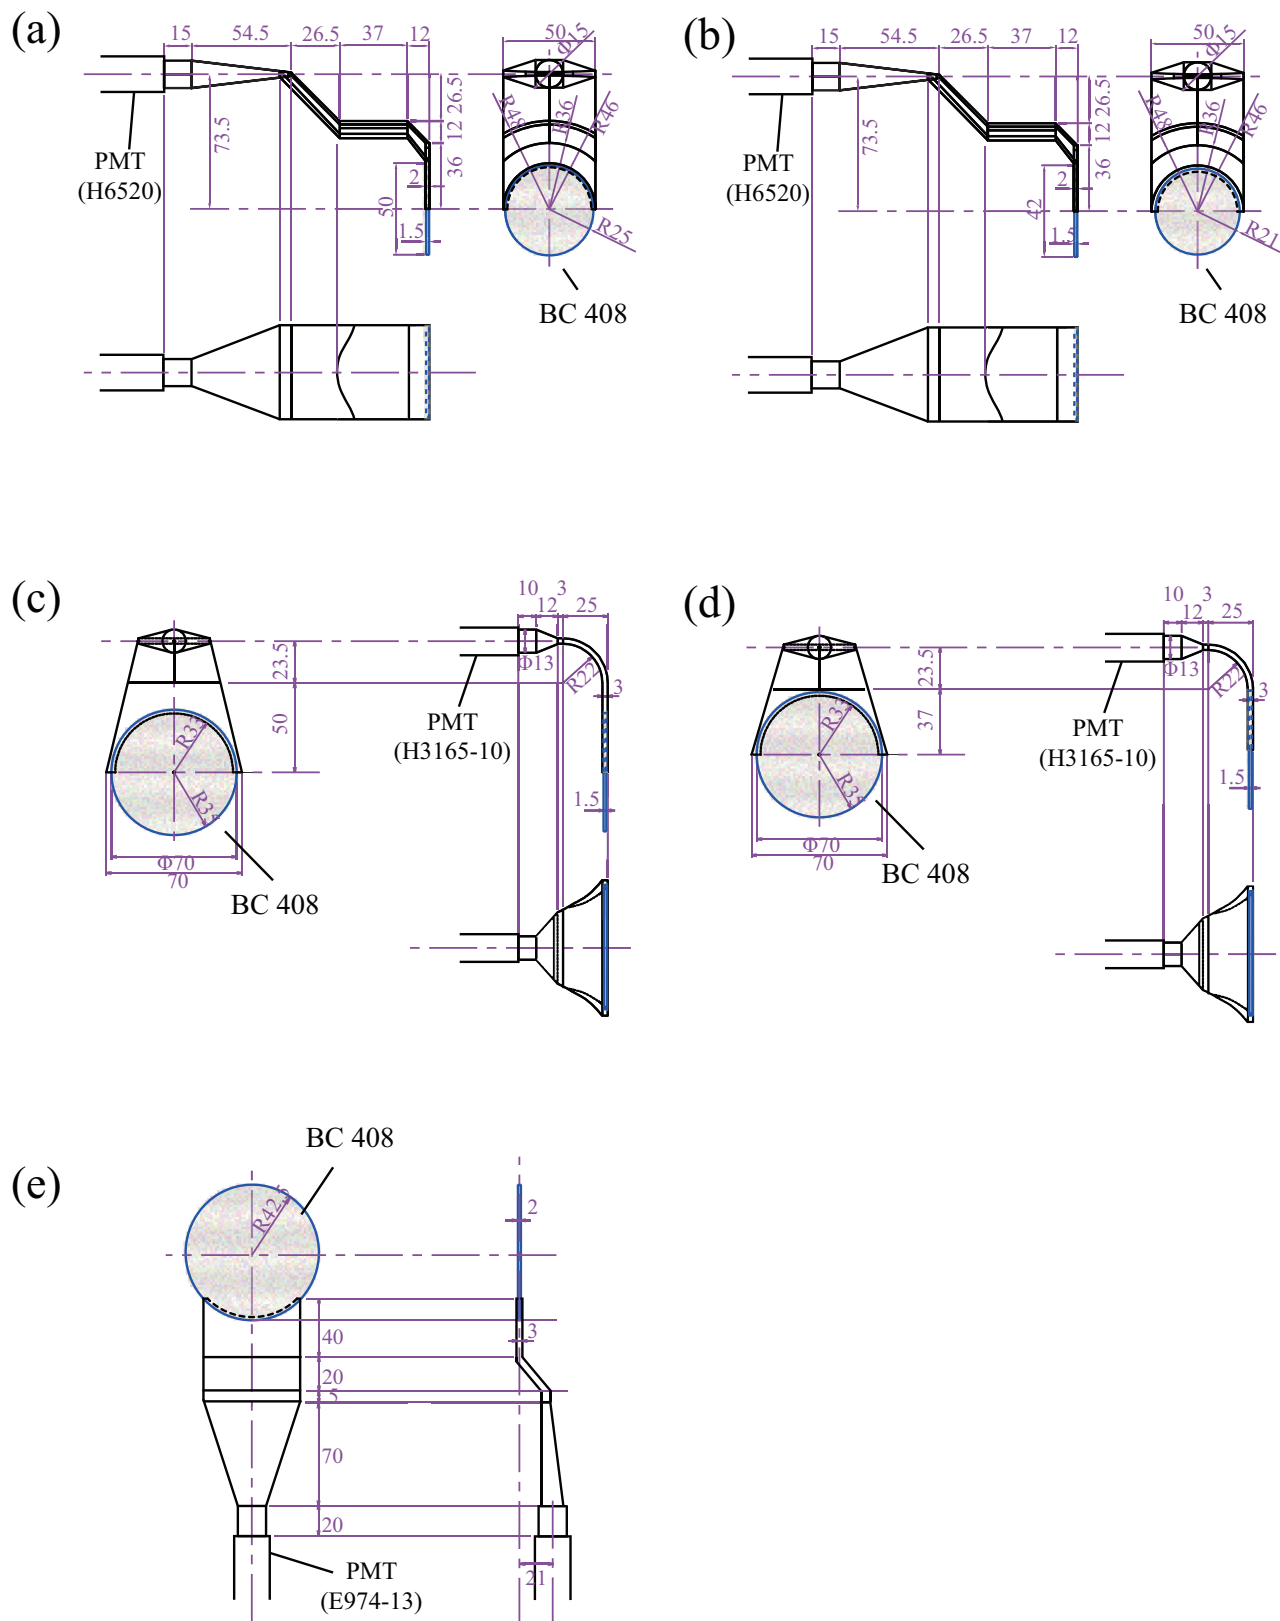 (a)
15
54.5
26.5
37
12
50
Φ15
26.5
12
36
73.5
R48
R36
R46
2
50
1.5
R25
PMT
(H6520)
BC 408
(b)
15
54.5
26.5
37
12
50
Φ15
26.5
12
36
73.5
R48
R36
R46
42
1.5
R21
PMT
(H6520)
BC 408
(c)
10
3
12
25
23.5
Φ13
R22
3
50
R33
PMT
(H3165-10)
1.5
Φ70
70
BC 408
(d)
10
3
12
25
23.5
Φ13
R22
3
37
PMT
(H3165-10)
1.5
Φ70
70
BC 408
(e)
BC 408
R42.5
2
40
3
20
5
70
20
21
PMT
(E974-13)